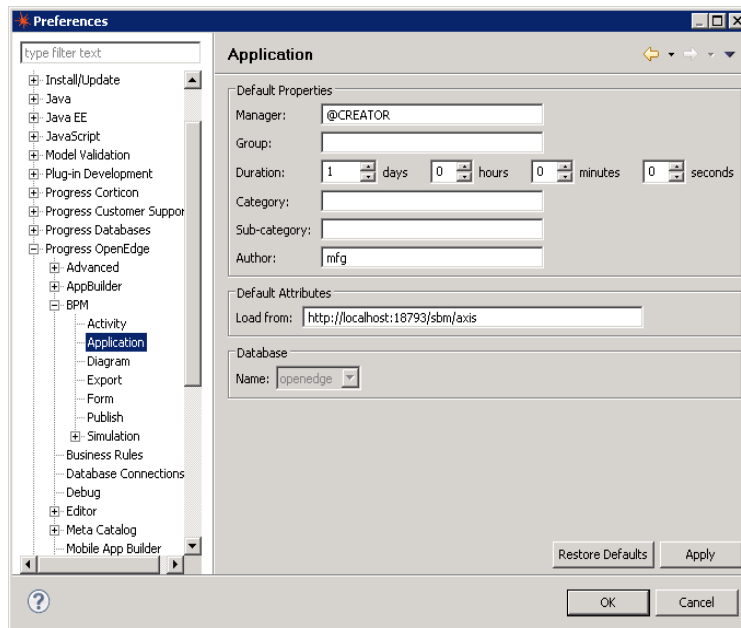 Preferences
type filter text
Install/Update
Java
Java EE
JavaScript
Model Validation
Plug-in Development
Progress Corticon
Progress Customer Suppor
Progress Databases
Progress OpenEdge
Advanced
AppBuilder
BPM
Activity
Application
Diagram
Export
Form
Publish
Simulation
Business Rules
Database Connections
Debug
Editor
Meta Catalog
Mobile App Builder
Application
Default Properties
Manager: @CREATOR
Group:
Duration: 1 days 0 hours 0 minutes 0 seconds
Category:
Sub-category:
Author: mfg
Default Attributes
Load from: http://localhost:18793/sbm/axis
Database
Name: openedge
Restore Defaults Apply
? OK Cancel